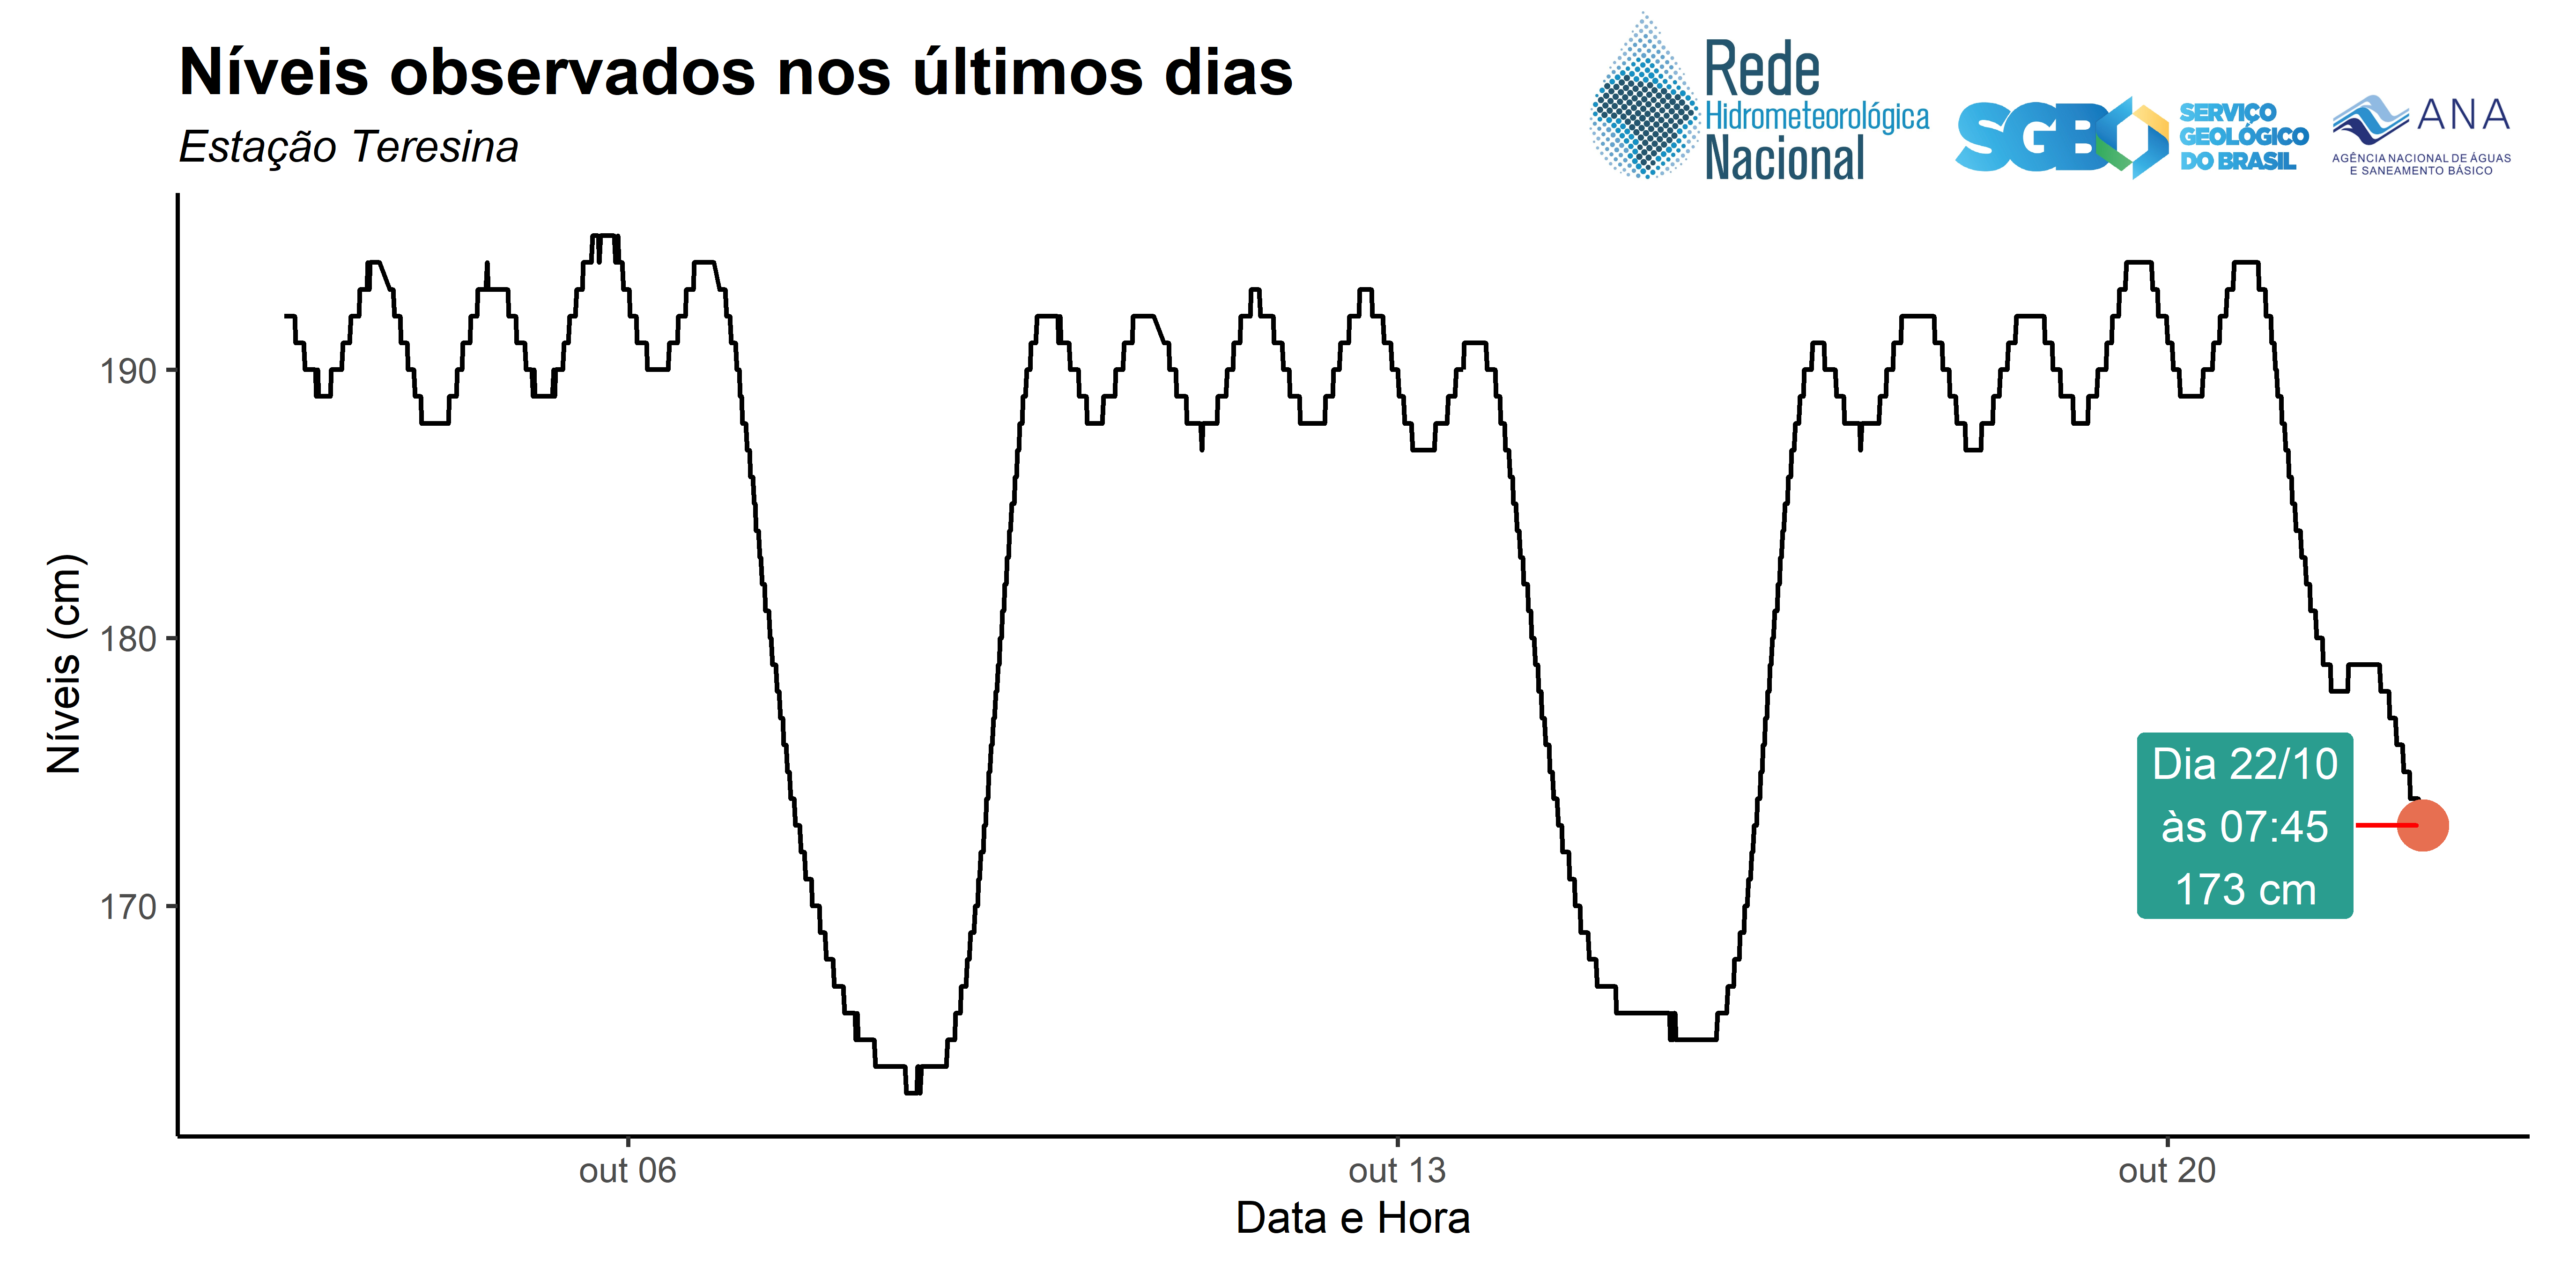 Níveis observados nos últimos dias
Estação Teresina
Rede
Hidrometeorológica
Nacional
SGB
SERVIÇO
GEOLÓGICO
DO BRASIL
ANA
AGÊNCIA NACIONAL DE ÁGUAS
E SANEAMENTO BÁSICO
Níveis (cm)
190
180
170
Dia 22/10
às 07:45
173 cm
out 06
out 13
out 20
Data e Hora